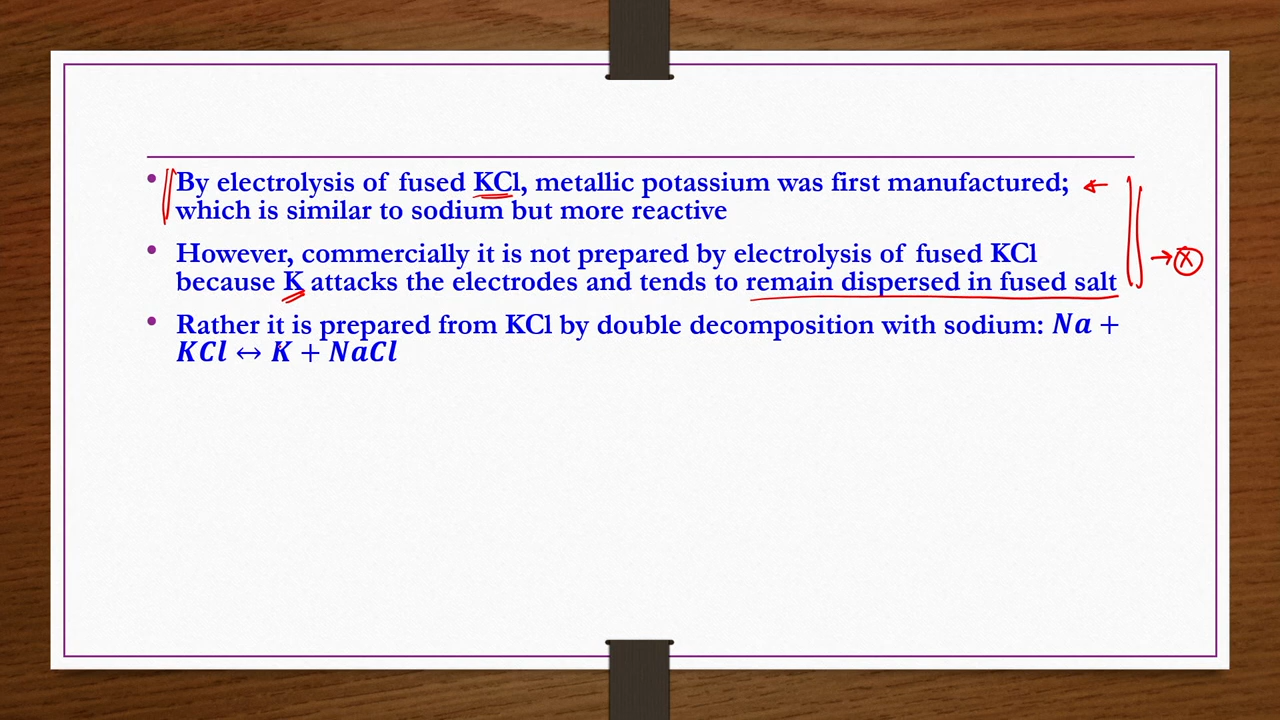 • By electrolysis of fused KCl, metallic potassium was first manufactured; ←
which is similar to sodium but more reactive
• However, commercially it is not prepared by electrolysis of fused KCl
because K attacks the electrodes and tends to remain dispersed in fused salt → X
• Rather it is prepared from KCl by double decomposition with sodium: Na +
KCl ↔ K + NaCl